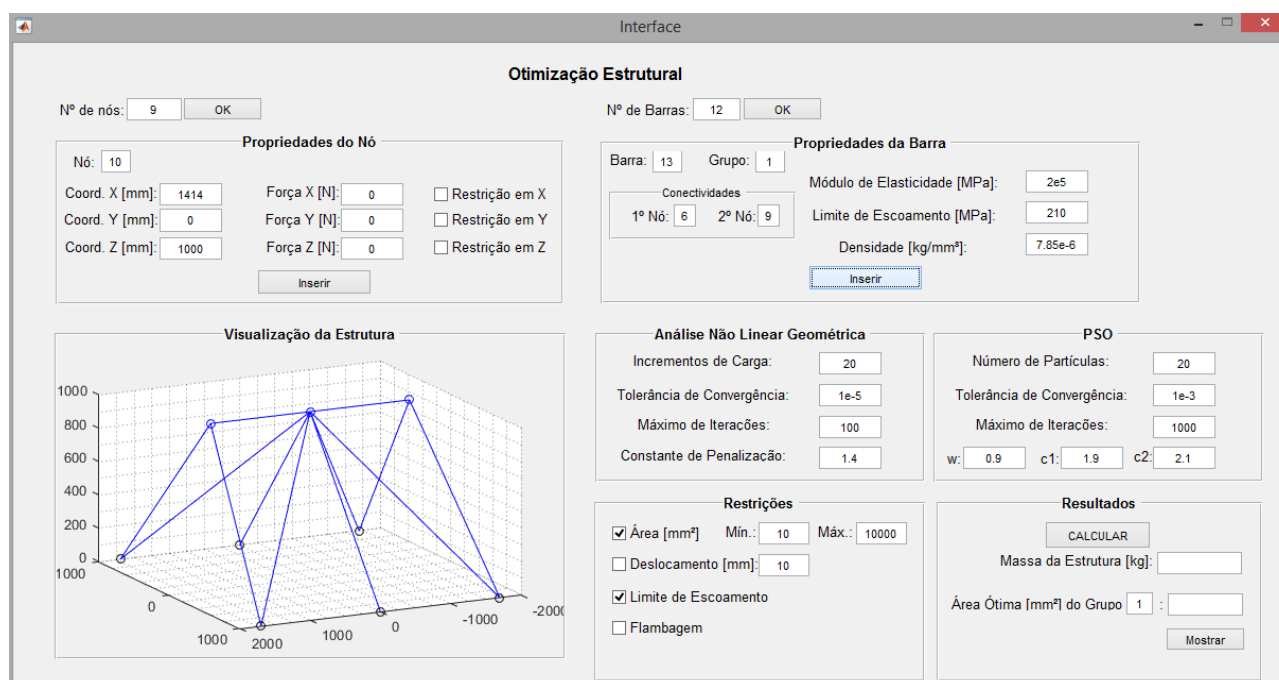 Interface
Otimização Estrutural
Nº de nós: 9 OK
Nº de Barras: 12 OK
Propriedades do Nó
Nó: 10
Coord. X [mm]: 1414 Força X [N]: 0 Restrição em X
Coord. Y [mm]: 0 Força Y [N]: 0 Restrição em Y
Coord. Z [mm]: 1000 Força Z [N]: 0 Restrição em Z
Inserir
Propriedades da Barra
Barra: 13 Grupo: 1
Conectividades
1º Nó: 6 2º Nó: 9
Módulo de Elasticidade [MPa]: 2e5
Limite de Escoamento [MPa]: 210
Densidade [kg/mm³]: 7.85e-6
Inserir
Visualização da Estrutura
1000
800
600
400
200
0
1000
0
1000
2000
1000
0
-1000
-2000
Análise Não Linear Geométrica
Incrementos de Carga: 20
Tolerância de Convergência: 1e-5
Máximo de Iterações: 100
Constante de Penalização: 1.4
PSO
Número de Partículas: 20
Tolerância de Convergência: 1e-3
Máximo de Iterações: 1000
w: 0.9 c1: 1.9 c2: 2.1
Restrições
Área [mm²] Mín.: 10 Máx.: 10000
Deslocamento [mm]: 10
Limite de Escoamento
Flambagem
Resultados
CALCULAR
Massa da Estrutura [kg]:
Área Ótima [mm²] do Grupo 1 :
Mostrar